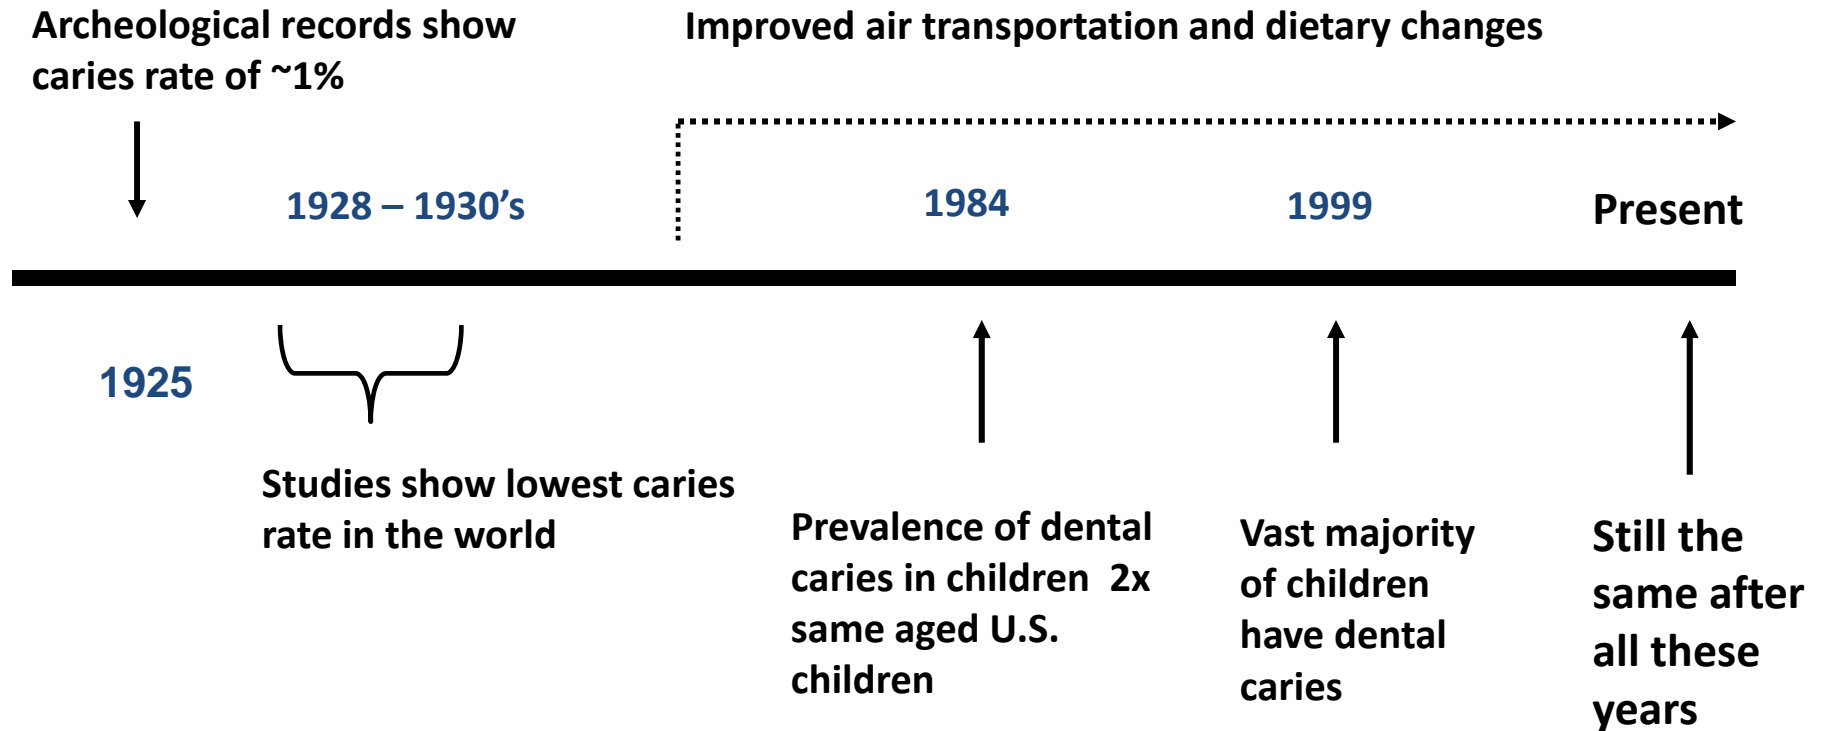 Archeological records show
caries rate of ~1%
Improved air transportation and dietary changes
1928 – 1930’s
1984
1999
Present
1925
Studies show lowest caries
rate in the world
Prevalence of dental
caries in children  2x
same aged U.S.
children
Vast majority
of children
have dental
caries
Still the
same after
all these
years